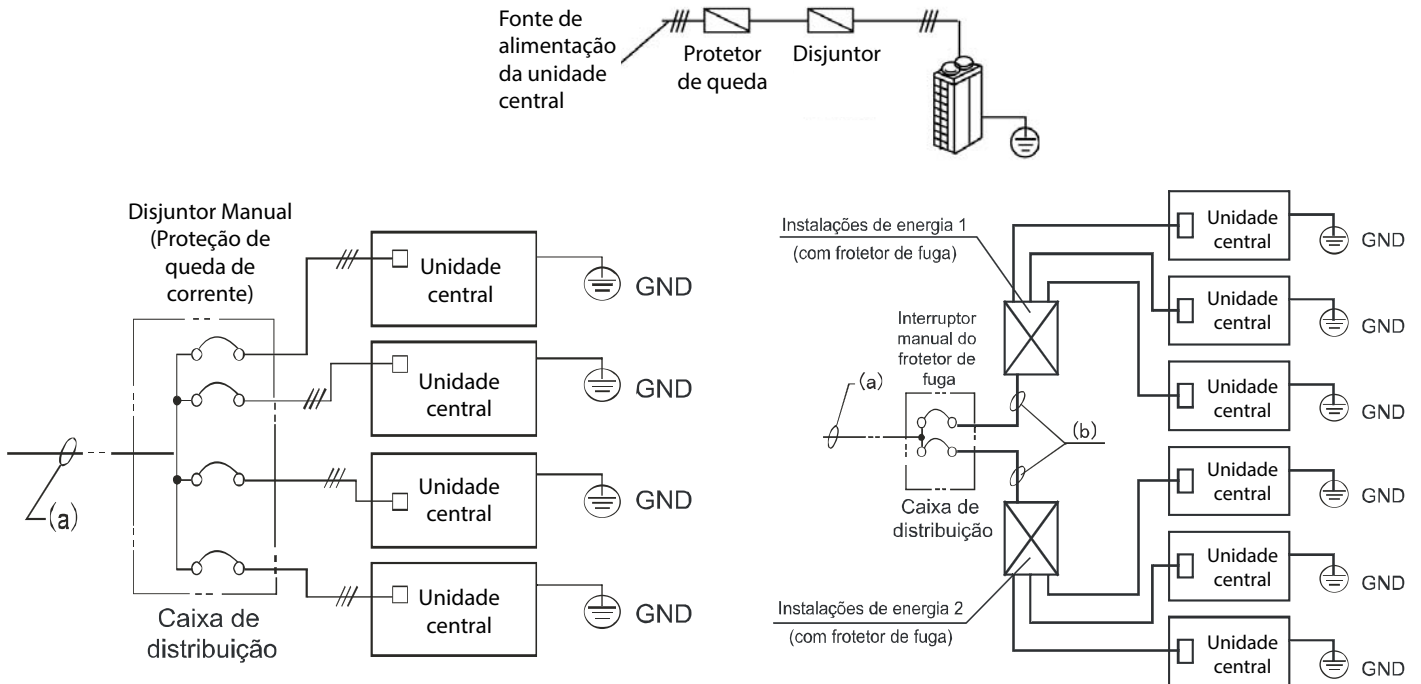 Fonte de
alimentação
da unidade
central
Protetor
de queda
Disjuntor
Disjuntor Manual
(Proteção de
queda de
corrente)
Unidade
central
GND
Unidade
central
GND
Unidade
central
GND
Unidade
central
GND
(a)
Caixa de
distribuição
Instalações de energia 1
(com frotetor de fuga)
Interruptor
manual do
frotetor de
fuga
(a)
(b)
Caixa de
distribuição
Instalações de energia 2
(com frotetor de fuga)
Unidade
central
GND
Unidade
central
GND
Unidade
central
GND
Unidade
central
GND
Unidade
central
GND
Unidade
central
GND